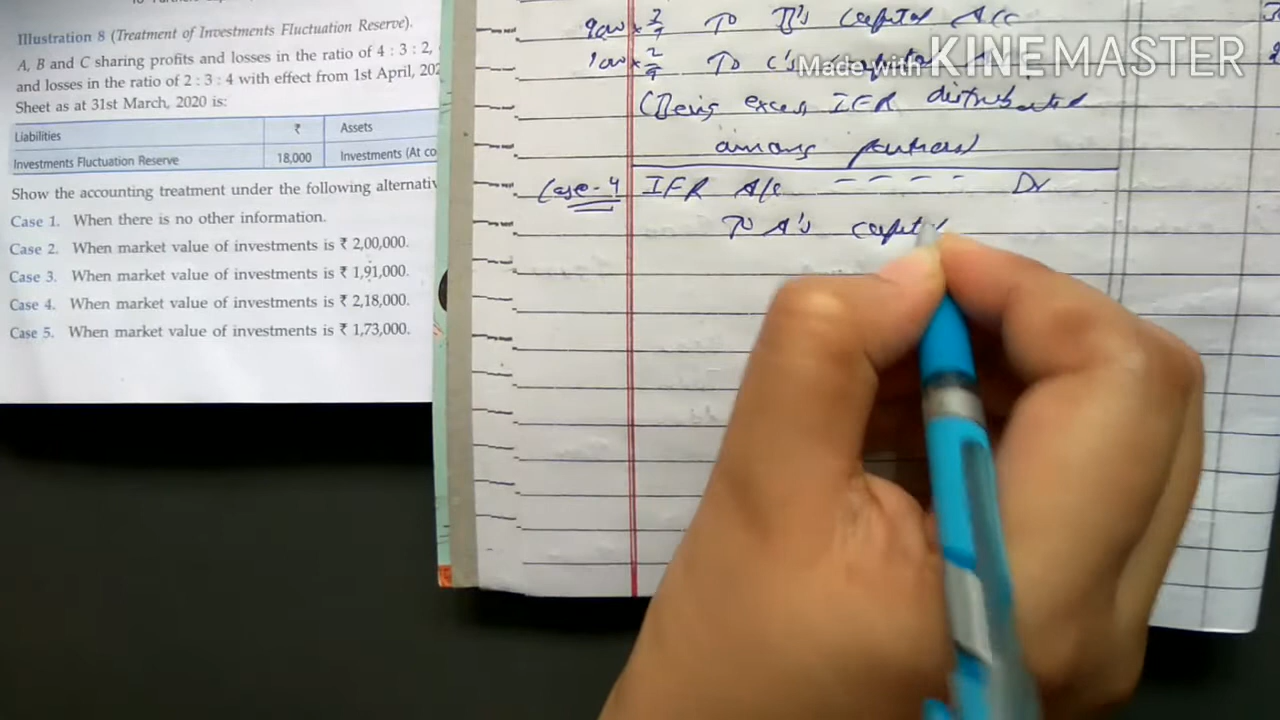 Illustration 8 (Treatment of Investments Fluctuation Reserve).
A, B and C sharing profits and losses in the ratio of 4 : 3 : 2,
and losses in the ratio of 2 : 3 : 4 with effect from 1st April, 202
Sheet as at 31st March, 2020 is:
Liabilities ₹ Assets
Investments Fluctuation Reserve 18,000 Investments (At co
Show the accounting treatment under the following alternativ
Case 1. When there is no other information.
Case 2. When market value of investments is ₹ 2,00,000.
Case 3. When market value of investments is ₹ 1,91,000.
Case 4. When market value of investments is ₹ 2,18,000.
Case 5. When market value of investments is ₹ 1,73,000.
To B's Capital A/c
To C's
Made with KINEMASTER
(Being excess IFR distributed
among partners)
Case-4 IFR A/c - - - - Dr
To A's capit